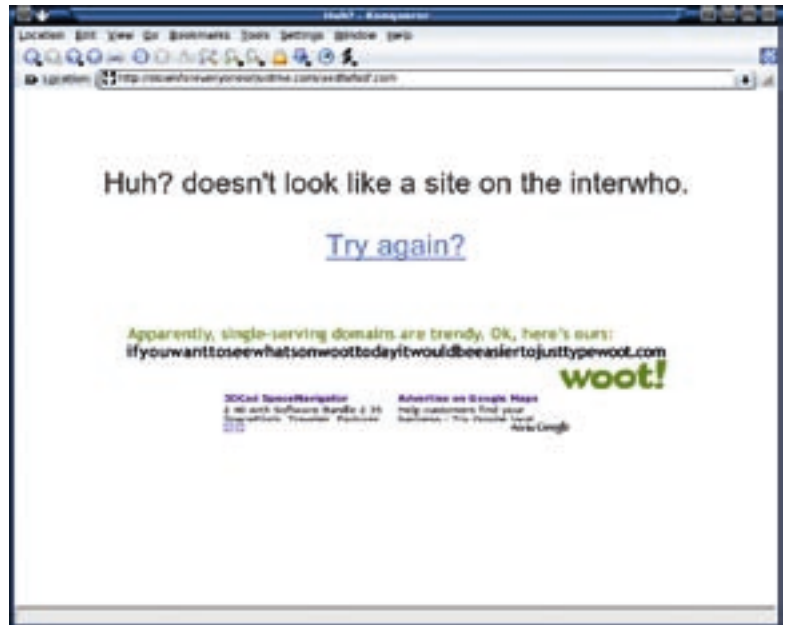 Huh? - Konqueror
Location Edit View Go Bookmarks Tools Settings Window Help
Location:
Huh? doesn't look like a site on the interwho.
Try again?
Apparently, single-serving domains are trendy. Ok, here's ours:
ifyouwanttoseewhatsonwoottodayitwouldbeeasiertojusttypewoot.com
woot!
3DCad SpaceNavigator
Advertise on Google Maps
Help customers find your
Ads by Google